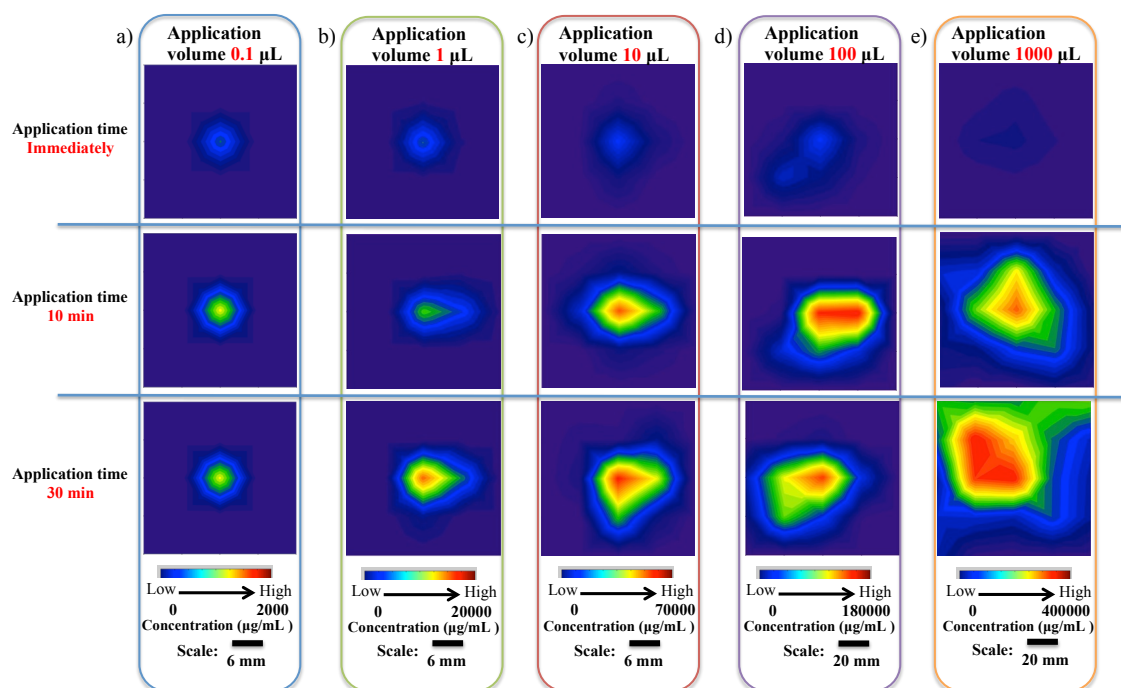 a) Application
volume 0.1 µL
b) Application
volume 1 µL
c) Application
volume 10 µL
d) Application
volume 100 µL
e) Application
volume 1000 µL
Application time
Immediately
Application time
10 min
Application time
30 min
Low High
0 2000
Concentration (µg/mL )
Scale:
6 mm
Low High
0 20000
Concentration (µg/mL )
Scale:
6 mm
Low High
0 70000
Concentration (µg/mL )
Scale:
6 mm
Low High
0 180000
Concentration (µg/mL )
Scale:
20 mm
Low High
0 400000
Concentration (µg/mL )
Scale:
20 mm